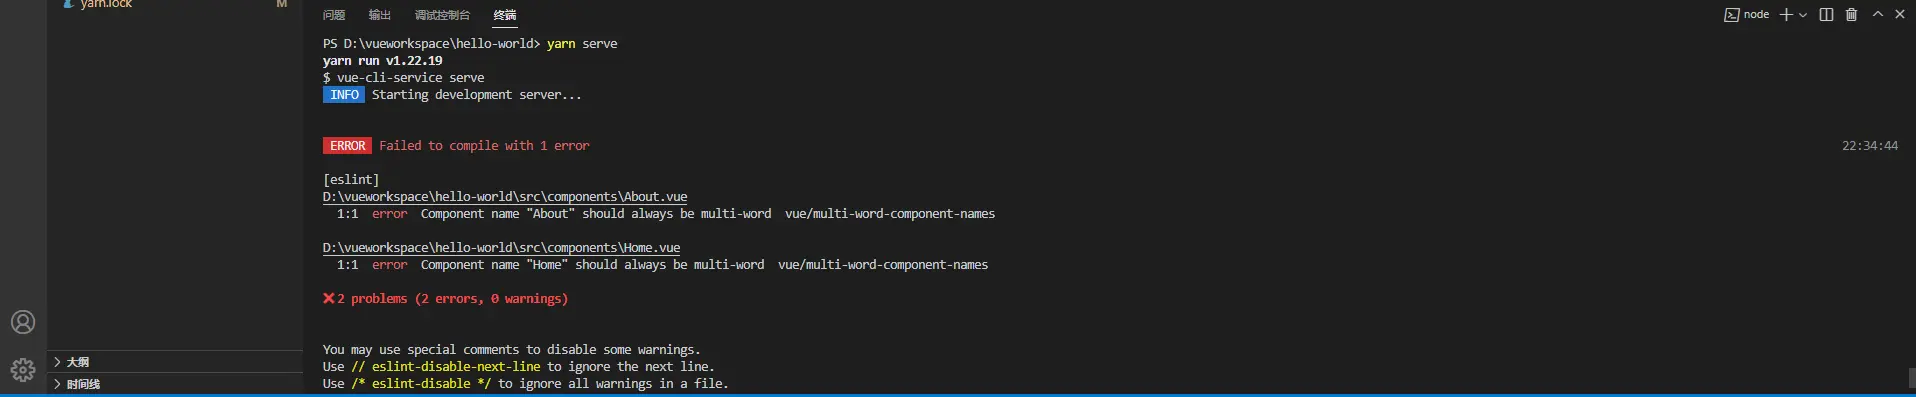 yarn.lock M
问题 输出 调试控制台 终端 node
PS D:\vueworkspace\hello-world> yarn serve
yarn run v1.22.19
$ vue-cli-service serve
INFO Starting development server...
ERROR Failed to compile with 1 error 22:34:44
[eslint]
D:\vueworkspace\hello-world\src\components\About.vue
1:1 error Component name "About" should always be multi-word vue/multi-word-component-names
D:\vueworkspace\hello-world\src\components\Home.vue
1:1 error Component name "Home" should always be multi-word vue/multi-word-component-names
❌2 problems (2 errors, 0 warnings)
You may use special comments to disable some warnings.
Use // eslint-disable-next-line to ignore the next line.
Use /* eslint-disable */ to ignore all warnings in a file.
大纲
时间线